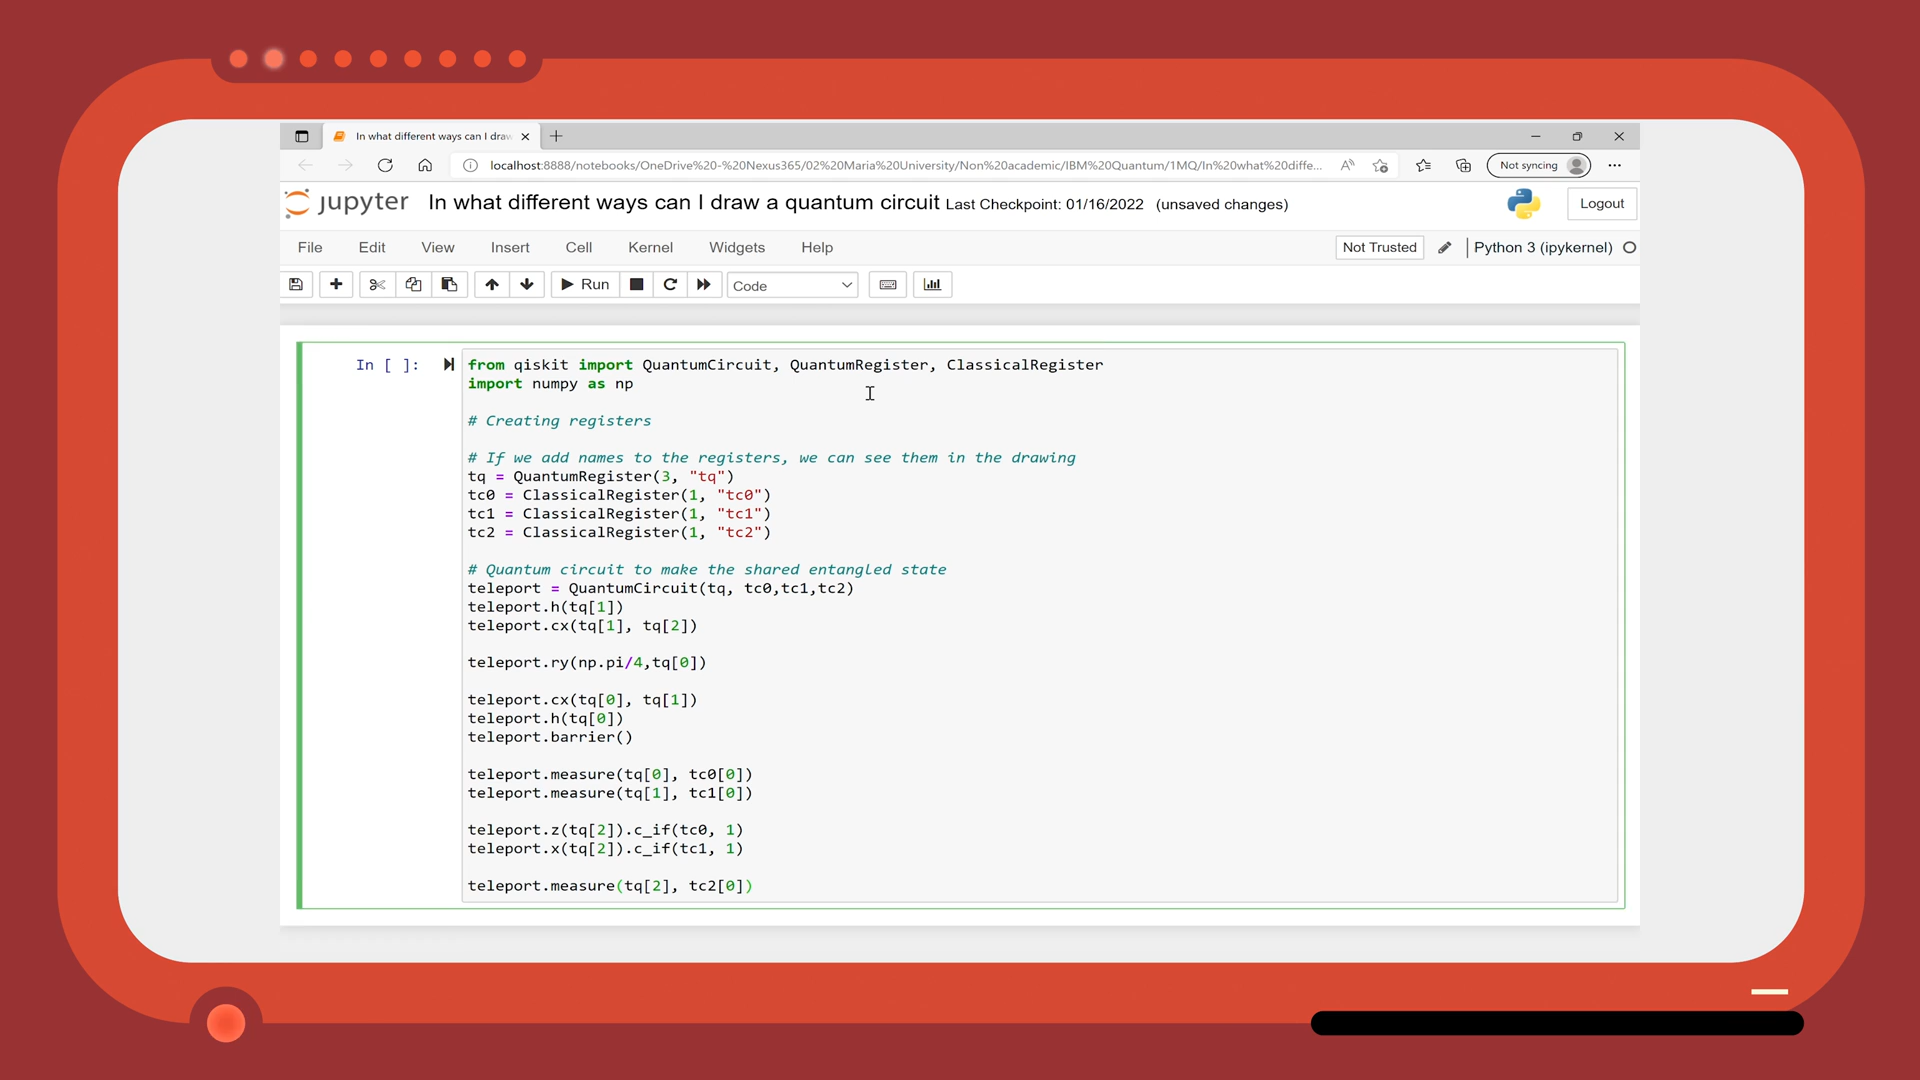 In what different ways can I drav
localhost:8888/notebooks/OneDrive%20-%20Nexus365/02%20Maria%20University/Non%20academic/IBM%20Quantum/1MQ/In%20what%20diffe...
Not syncing
jupyter In what different ways can I draw a quantum circuit Last Checkpoint: 01/16/2022 (unsaved changes)
Logout
File Edit View Insert Cell Kernel Widgets Help
Not Trusted Python 3 (ipykernel)
Run Code
In [ ]:
from qiskit import QuantumCircuit, QuantumRegister, ClassicalRegister
import numpy as np
# Creating registers
# If we add names to the registers, we can see them in the drawing
tq = QuantumRegister(3, "tq")
tc0 = ClassicalRegister(1, "tc0")
tc1 = ClassicalRegister(1, "tc1")
tc2 = ClassicalRegister(1, "tc2")
# Quantum circuit to make the shared entangled state
teleport = QuantumCircuit(tq, tc0,tc1,tc2)
teleport.h(tq[1])
teleport.cx(tq[1], tq[2])
teleport.ry(np.pi/4,tq[0])
teleport.cx(tq[0], tq[1])
teleport.h(tq[0])
teleport.barrier()
teleport.measure(tq[0], tc0[0])
teleport.measure(tq[1], tc1[0])
teleport.z(tq[2]).c_if(tc0, 1)
teleport.x(tq[2]).c_if(tc1, 1)
teleport.measure(tq[2], tc2[0])